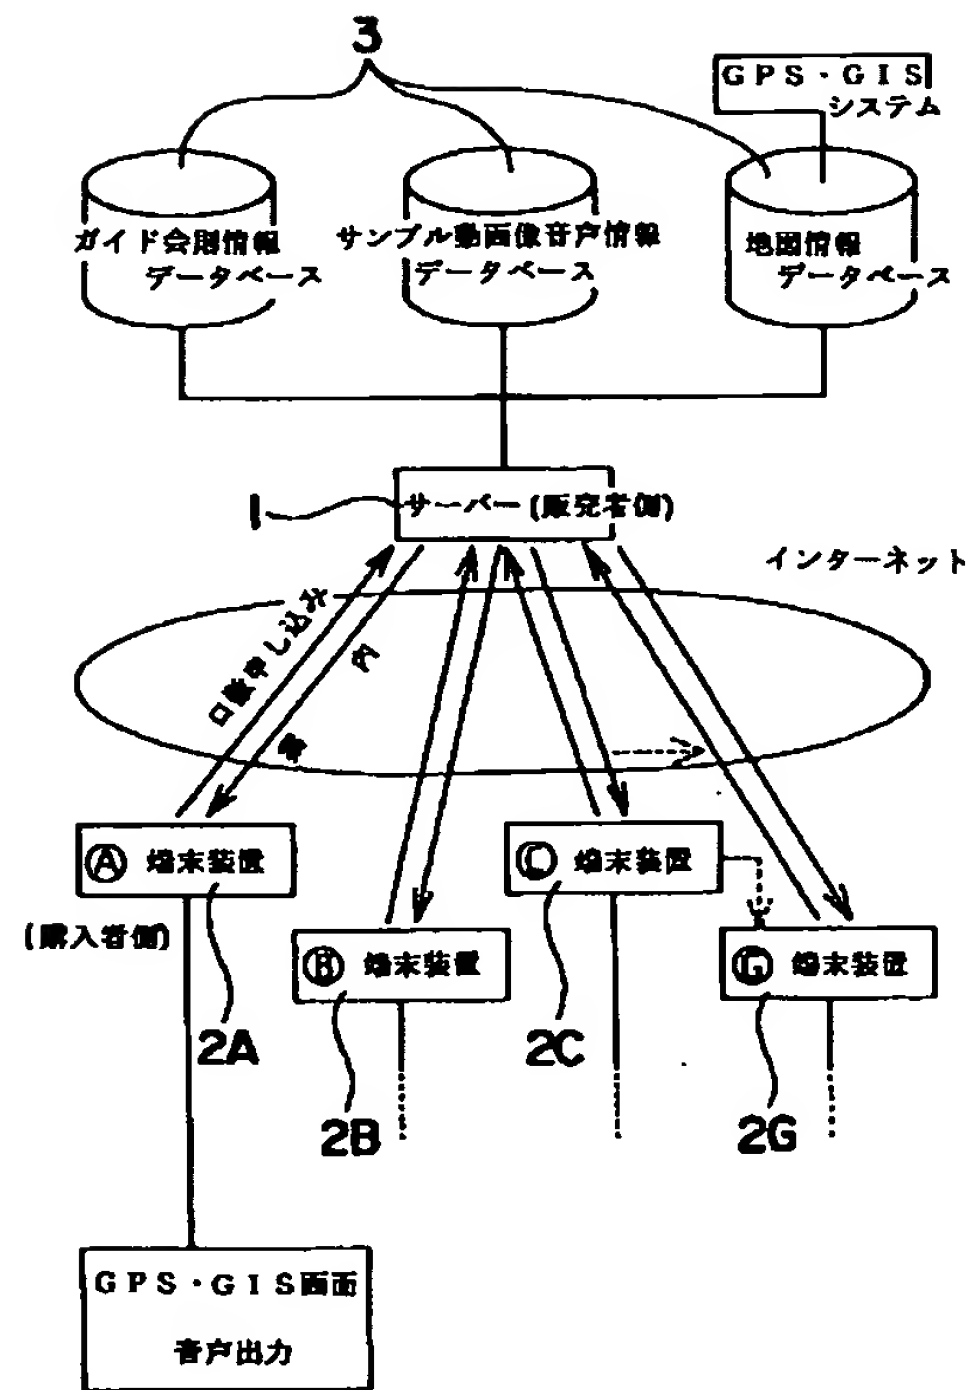 3
GPS・GIS
システム
ガイド会則情報
データベース
サンプル動画像音声情報
データベース
地図情報
データベース
1
サーバー(販売者側)
インターネット
口数申し込み
案内
Ⓐ 端末装置
(購入者側)
2A
Ⓑ 端末装置
2B
Ⓒ 端末装置
2C
Ⓖ 端末装置
2G
GPS・GIS画面
音声出力